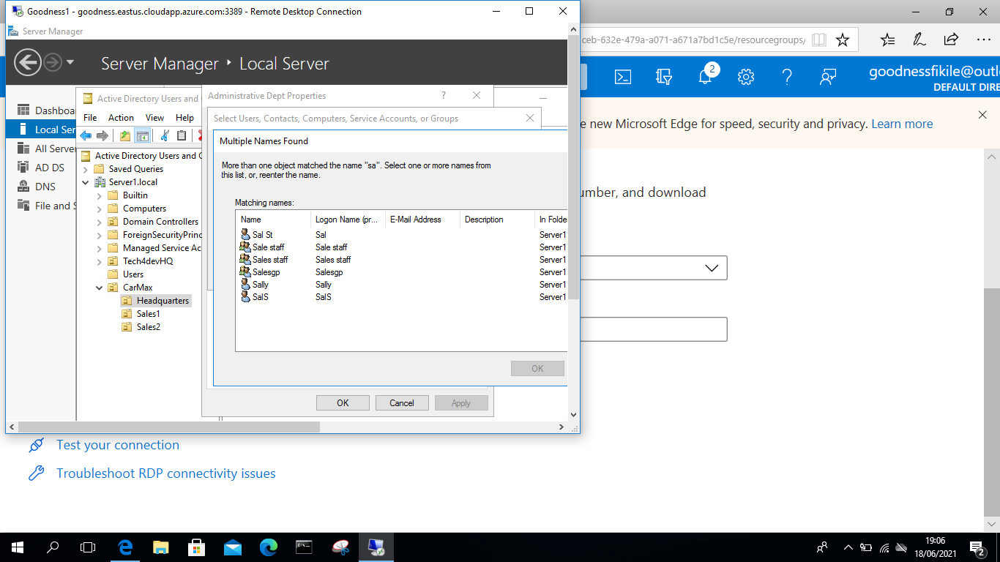 Goodness1 - goodness.eastus.cloudapp.azure.com:3389 - Remote Desktop Connection
Server Manager
Server Manager ‣ Local Server
Dashboa
Local Ser
All Server
AD DS
DNS
File and S
Active Directory Users and C
File Action View Help
Active Directory Users and C
Saved Queries
Server1.local
Builtin
Computers
Domain Controllers
ForeignSecurityPrinc
Managed Service Ac
Tech4devHQ
Users
CarMax
Headquarters
Sales1
Sales2
Administrative Dept Properties
?
Select Users, Contacts, Computers, Service Accounts, or Groups
Multiple Names Found
More than one object matched the name "sa". Select one or more names from
this list, or, reenter the name.
Matching names:
Name Logon Name (pr... E-Mail Address Description In Folde
Sal St Sal Server1
Sale staff Sale staff Server1
Sales staff Sales staff Server1
Salesgp Salesgp Server1
Sally Sally Server1
SalS SalS Server1
OK
OK Cancel Apply
ceb-632e-479a-a071-a671a7bd1c5e/resourcegroups/
2
?
goodnessfikile@outlo
DEFAULT DIRE
e new Microsoft Edge for speed, security and privacy. Learn more
umber, and download
Test your connection
Troubleshoot RDP connectivity issues
19:06
18/06/2021
2